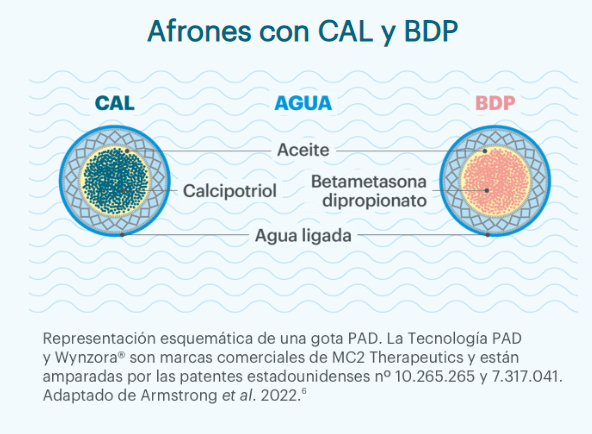 Afrones con CAL y BDP
CAL
AGUA
BDP
Aceite
Calcipotriol
Betametasona
dipropionato
Agua ligada
Representación esquemática de una gota PAD. La Tecnología PAD
y Wynzora® son marcas comerciales de MC2 Therapeutics y están
amparadas por las patentes estadounidenses nº 10.265.265 y 7.317.041.
Adaptado de Armstrong et al. 2022.⁶